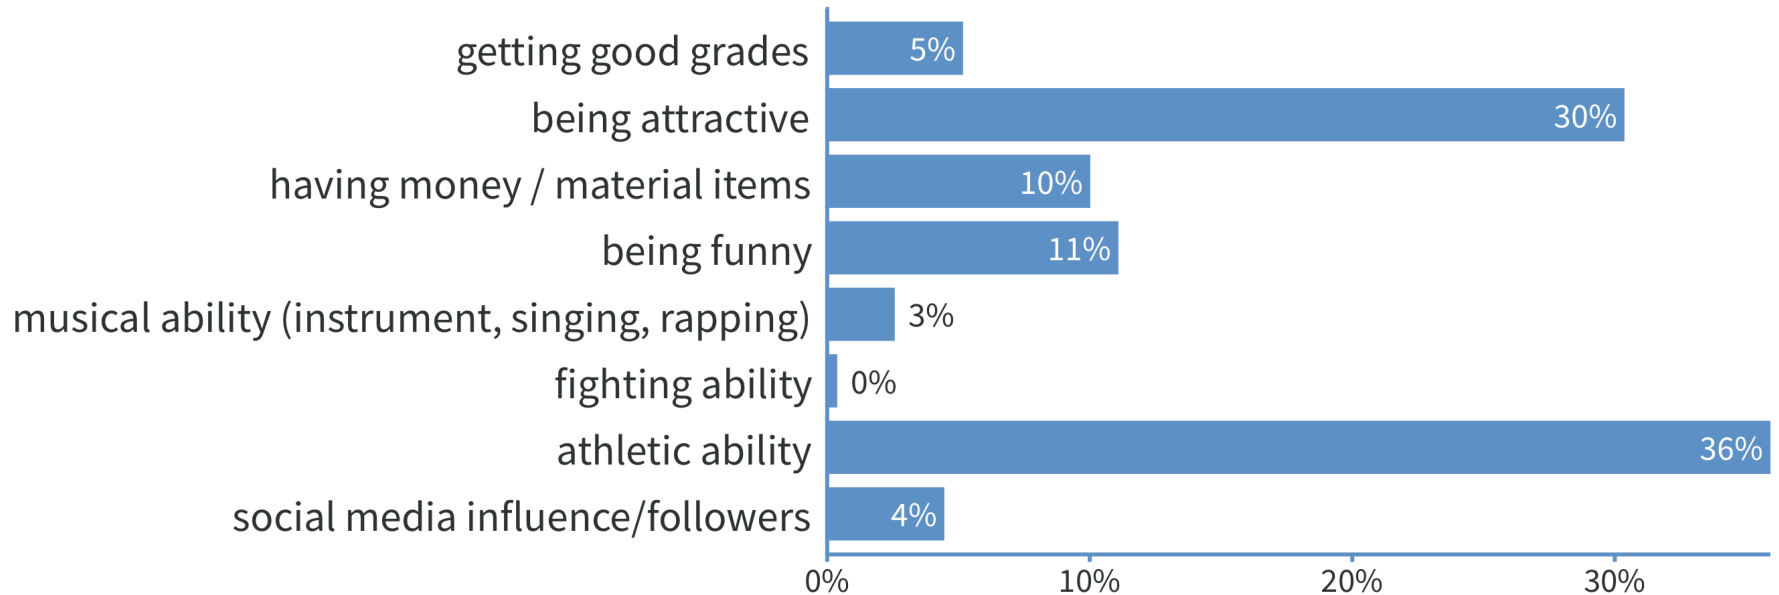 getting good grades 5%
being attractive 30%
having money / material items 10%
being funny 11%
musical ability (instrument, singing, rapping) 3%
fighting ability 0%
athletic ability 36%
social media influence/followers 4%
0% 10% 20% 30%